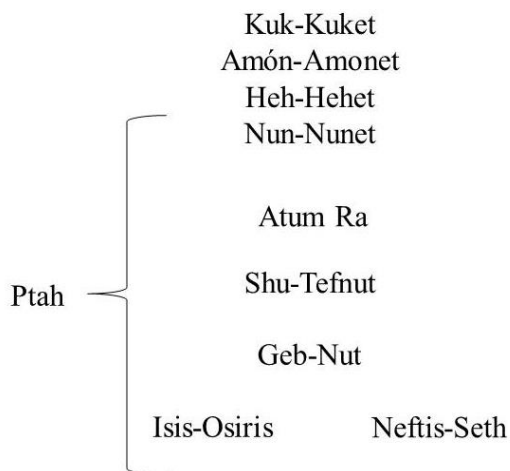 Kuk-Kuket
Amón-Amonet
Heh-Hehet
Nun-Nunet
Atum Ra
Ptah
Shu-Tefnut
Geb-Nut
Isis-Osiris Neftis-Seth